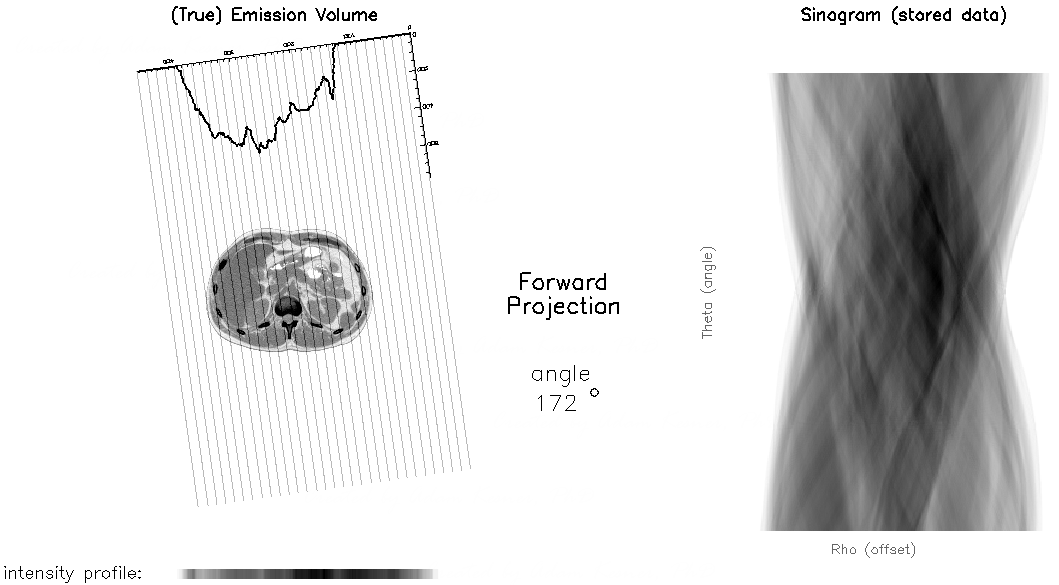 (True) Emission Volume
Sinogram (stored data)
Forward
Projection
angle
172 °
Theta (angle)
Rho (offset)
intensity profile: